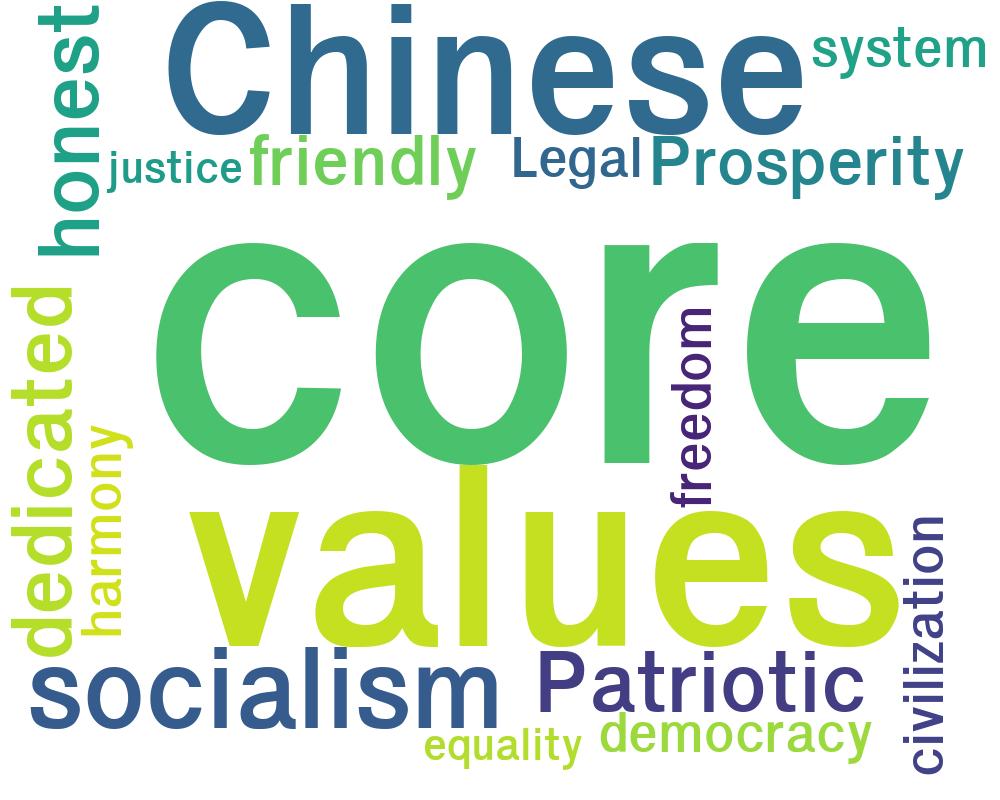 honest
Chinese
system
justice
friendly
Legal
Prosperity
core
freedom
dedicated
harmony
values
civilization
socialism
Patriotic
equality
democracy